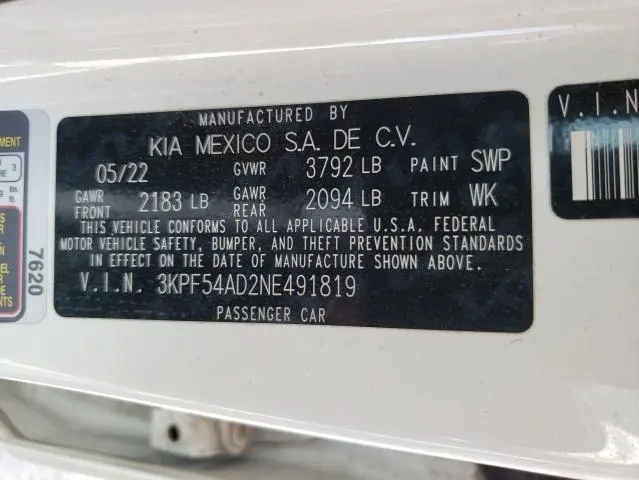 MANUFACTURED BY
KIA MEXICO S.A. DE C.V.
05/22 GVWR 3792 LB PAINT SWP
GAWR FRONT 2183 LB GAWR REAR 2094 LB TRIM WK
THIS VEHICLE CONFORMS TO ALL APPLICABLE U.S.A. FEDERAL
MOTOR VEHICLE SAFETY, BUMPER, AND THEFT PREVENTION STANDARDS
IN EFFECT ON THE DATE OF MANUFACTURE SHOWN ABOVE.
V.I.N. 3KPF54AD2NE491819
PASSENGER CAR
7620
V.I.N